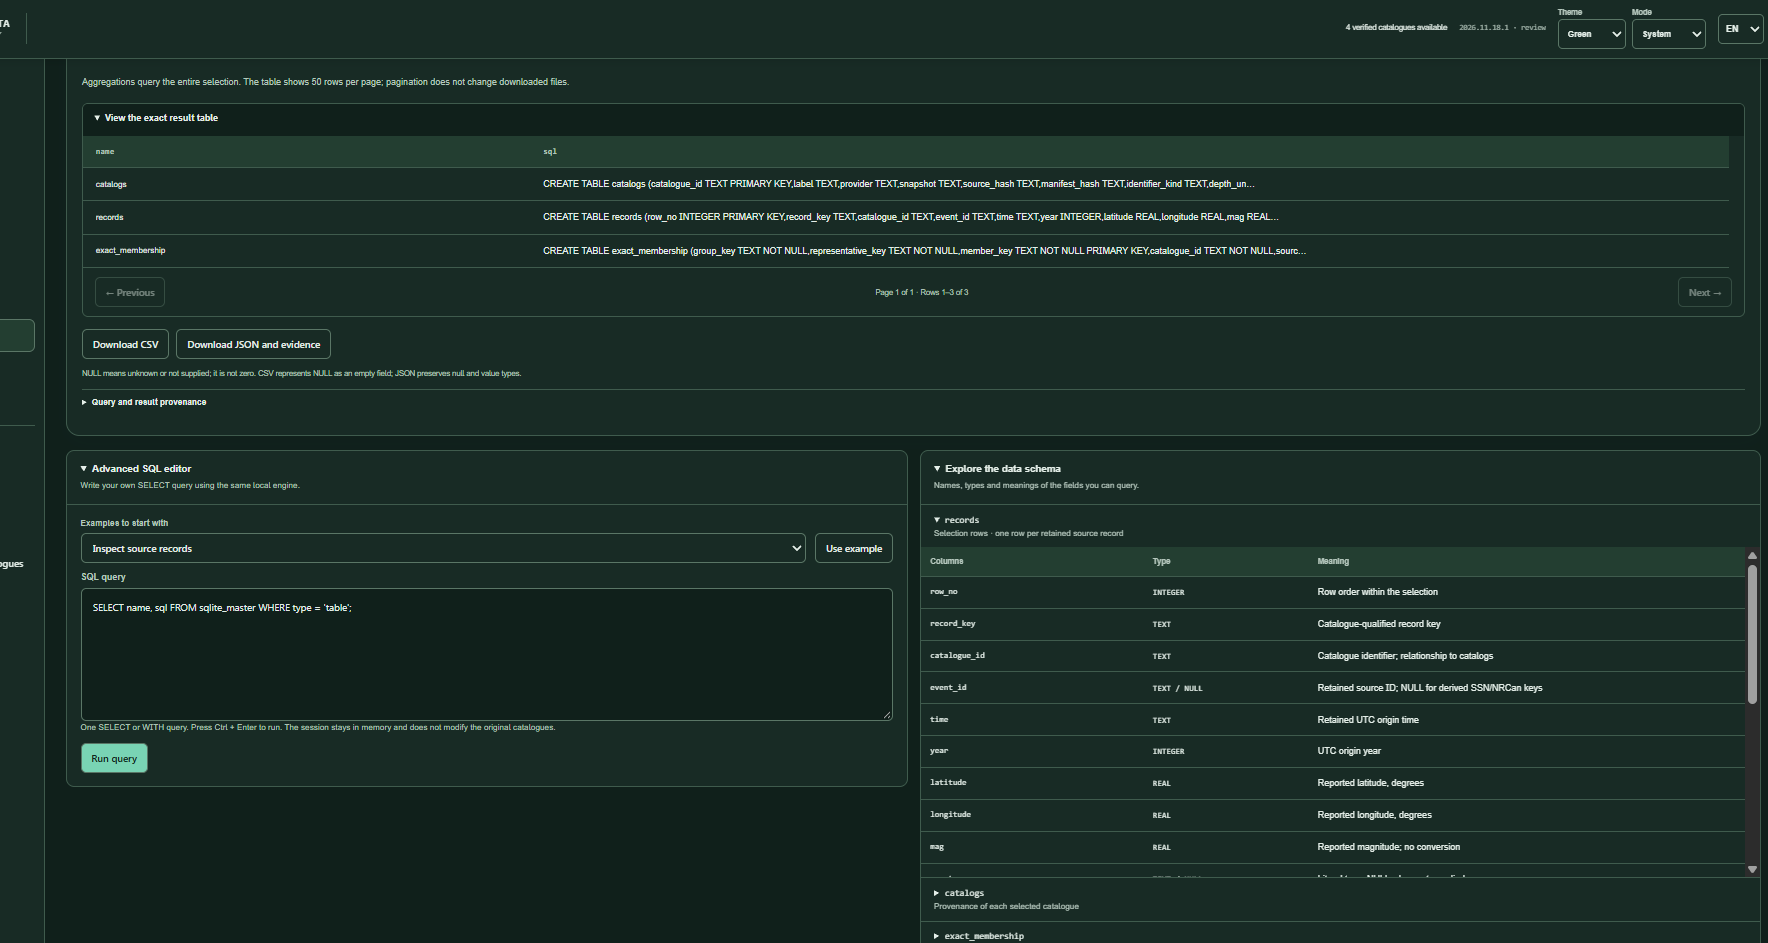 TA
4 verified catalogues available
2026.11.18.1 · review
Theme
Green
Mode
System
EN
Aggregations query the entire selection. The table shows 50 rows per page; pagination does not change downloaded files.
▼ View the exact result table
name sql
catalogs CREATE TABLE catalogs (catalogue_id TEXT PRIMARY KEY,label TEXT,provider TEXT,snapshot TEXT,source_hash TEXT,manifest_hash TEXT,identifier_kind TEXT,depth_un...
records CREATE TABLE records (row_no INTEGER PRIMARY KEY,record_key TEXT,catalogue_id TEXT,event_id TEXT,time TEXT,year INTEGER,latitude REAL,longitude REAL,mag REAL...
exact_membership CREATE TABLE exact_membership (group_key TEXT NOT NULL,representative_key TEXT NOT NULL,member_key TEXT NOT NULL PRIMARY KEY,catalogue_id TEXT NOT NULL,sourc...
← Previous
Page 1 of 1 · Rows 1–3 of 3
Next →
Download CSV
Download JSON and evidence
NULL means unknown or not supplied; it is not zero. CSV represents NULL as an empty field; JSON preserves null and value types.
▶ Query and result provenance
ogues
▼ Advanced SQL editor
Write your own SELECT query using the same local engine.
Examples to start with
Inspect source records
Use example
SQL query
SELECT name, sql FROM sqlite_master WHERE type = 'table';
One SELECT or WITH query. Press Ctrl + Enter to run. The session stays in memory and does not modify the original catalogues.
Run query
▼ Explore the data schema
Names, types and meanings of the fields you can query.
▼ records
Selection rows · one row per retained source record
Columns Type Meaning
row_no INTEGER Row order within the selection
record_key TEXT Catalogue-qualified record key
catalogue_id TEXT Catalogue identifier; relationship to catalogs
event_id TEXT / NULL Retained source ID; NULL for derived SSN/NRCan keys
time TEXT Retained UTC origin time
year INTEGER UTC origin year
latitude REAL Reported latitude, degrees
longitude REAL Reported longitude, degrees
mag REAL Reported magnitude; no conversion
▶ catalogs
Provenance of each selected catalogue
▶ exact_membership